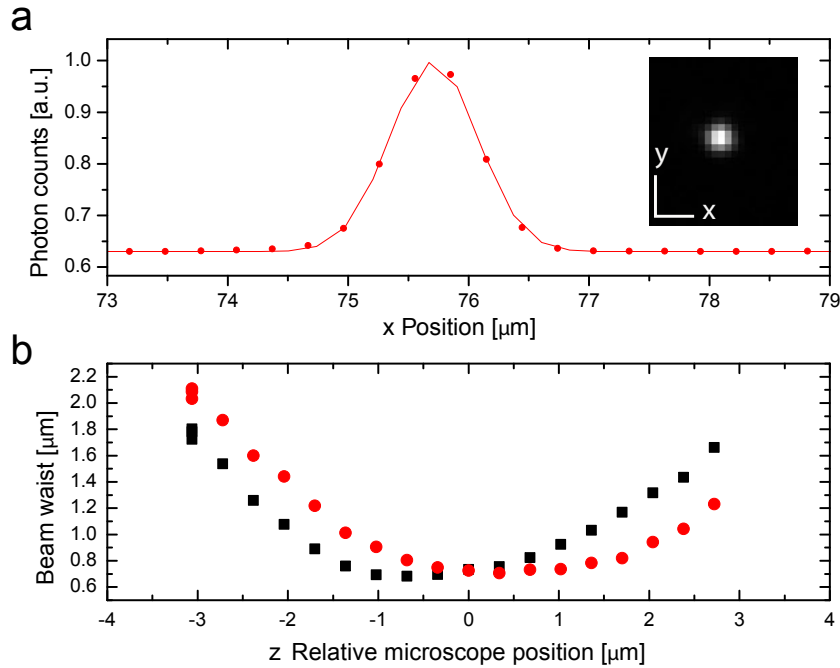 a
Photon counts [a.u.]
1.0
0.9
0.8
0.7
0.6
y
x
73 74 75 76 77 78 79
x Position [µm]
b
Beam waist [µm]
2.2
2.0
1.8
1.6
1.4
1.2
1.0
0.8
0.6
-4 -3 -2 -1 0 1 2 3 4
z Relative microscope position [µm]